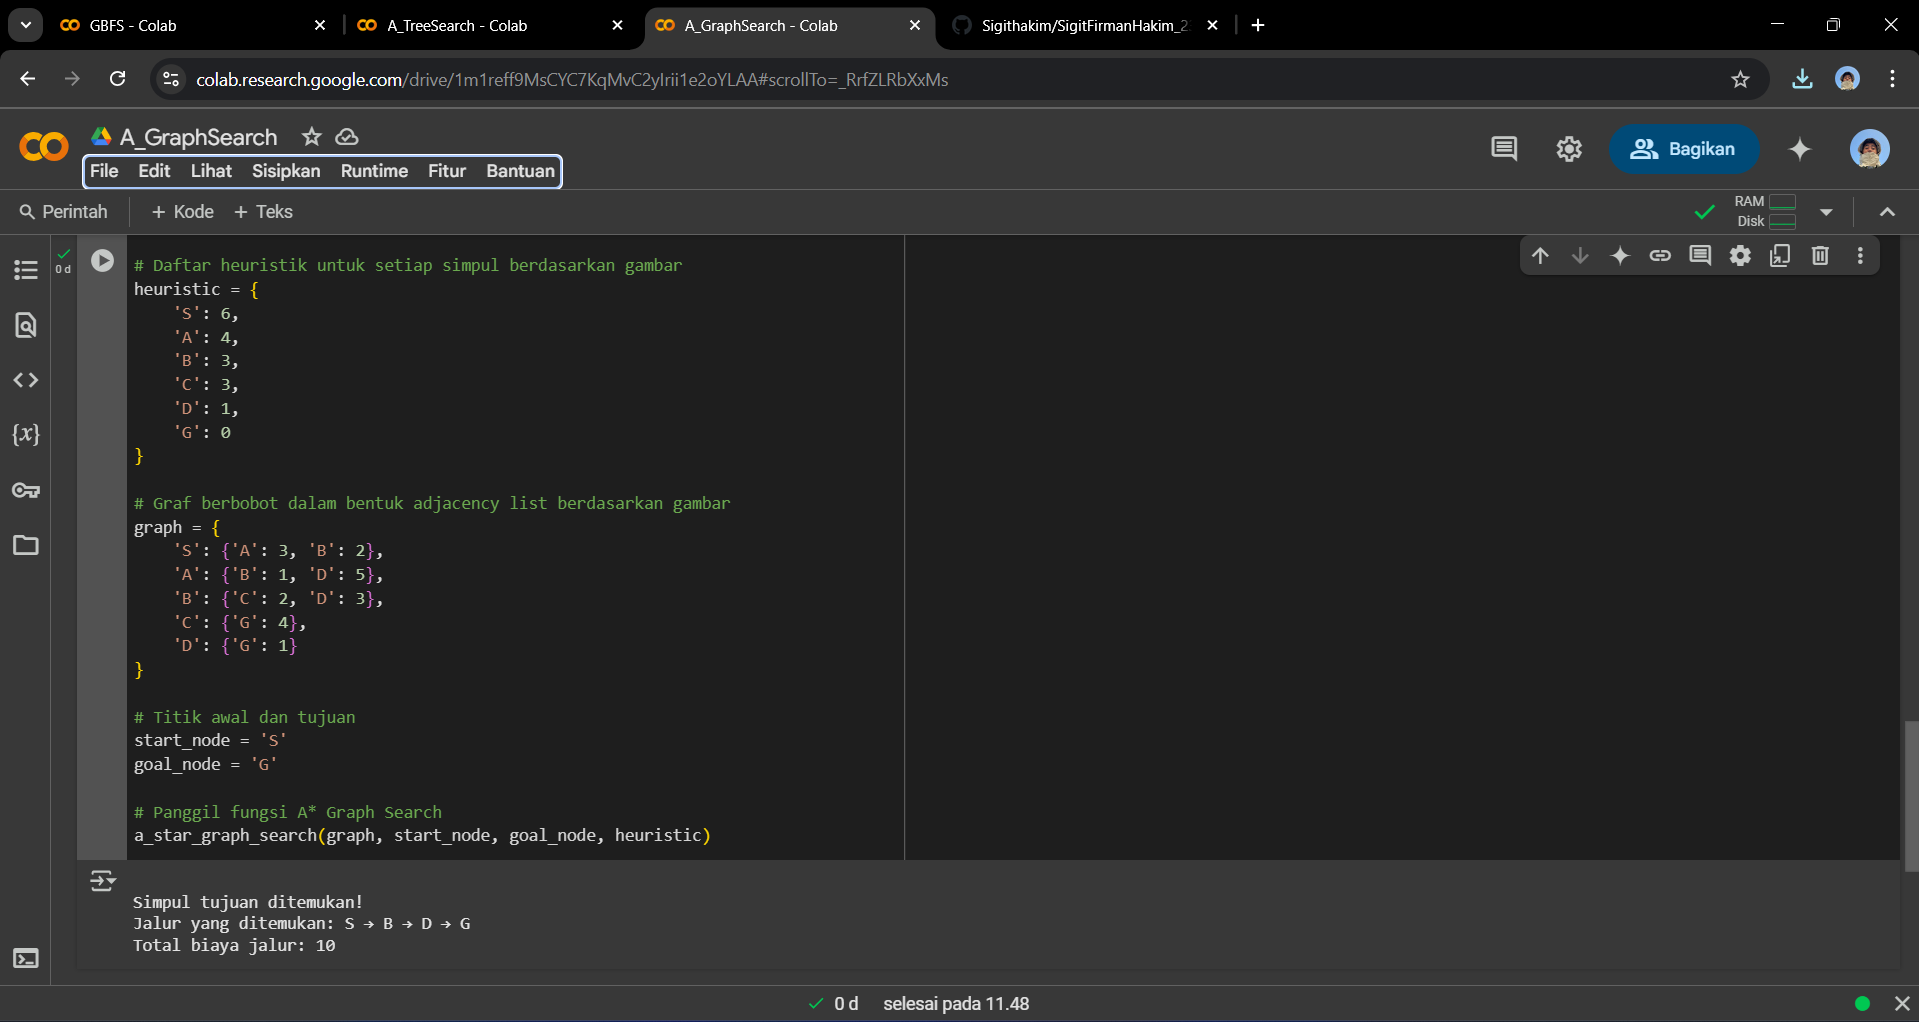 GBFS - Colab
A_TreeSearch - Colab
A_GraphSearch - Colab
Sigithakim/SigitFirmanHakim_2
colab.research.google.com/drive/1m1reff9MsCYC7KqMvC2yIrii1e2oYLAA#scrollTo=_RrfZLRbXxMs
A_GraphSearch
File Edit Lihat Sisipkan Runtime Fitur Bantuan
Bagikan
Perintah + Kode + Teks
RAM
Disk
0 d
# Daftar heuristik untuk setiap simpul berdasarkan gambar
heuristic = {
'S': 6,
'A': 4,
'B': 3,
'C': 3,
'D': 1,
'G': 0
}
# Graf berbobot dalam bentuk adjacency list berdasarkan gambar
graph = {
'S': {'A': 3, 'B': 2},
'A': {'B': 1, 'D': 5},
'B': {'C': 2, 'D': 3},
'C': {'G': 4},
'D': {'G': 1}
}
# Titik awal dan tujuan
start_node = 'S'
goal_node = 'G'
# Panggil fungsi A* Graph Search
a_star_graph_search(graph, start_node, goal_node, heuristic)
Simpul tujuan ditemukan!
Jalur yang ditemukan: S → B → D → G
Total biaya jalur: 10
0 d selesai pada 11.48